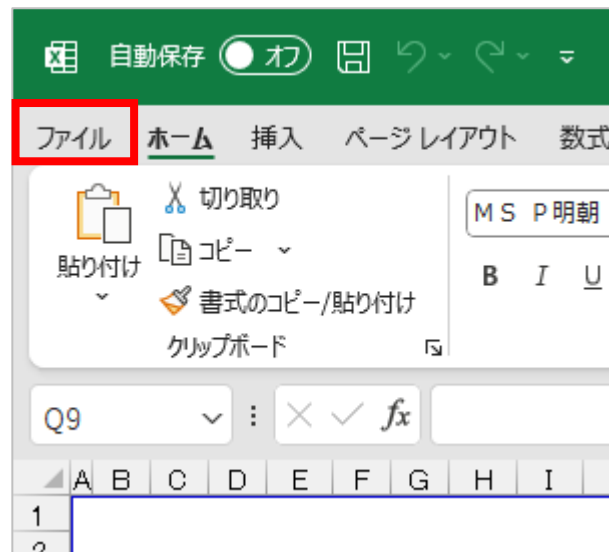 自動保存 オフ
ファイル ホーム 挿入 ページ レイアウト 数式
貼り付け
切り取り
コピー
書式のコピー/貼り付け
クリップボード
ＭＳ Ｐ明朝
B I U
Q9
fx
A B C D E F G H I
1
2